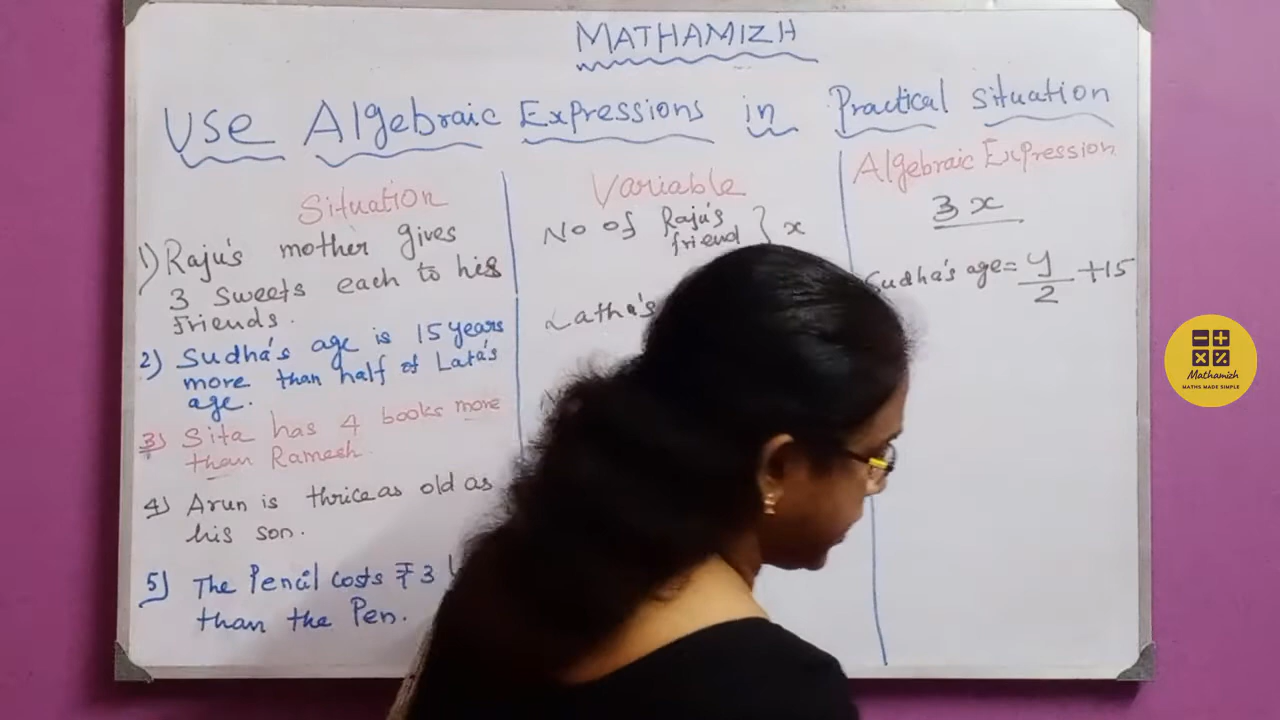 MATHAMIZH
Use Algebraic Expressions in Practical situation
Situation
1) Raju's mother gives
3 sweets each to his
friends.
2) Sudha's age is 15 years
more than half of Lata's
age.
3) Sita has 4 books more
than Ramesh.
4) Arun is thrice as old as
his son.
5) The Pencil costs ₹3
than the Pen.
Variable
No of Raju's
friend } x
Latha's
Algebraic Expression
3x
Sudha's age = y/2 + 15
Mathamizh
MATHS MADE SIMPLE